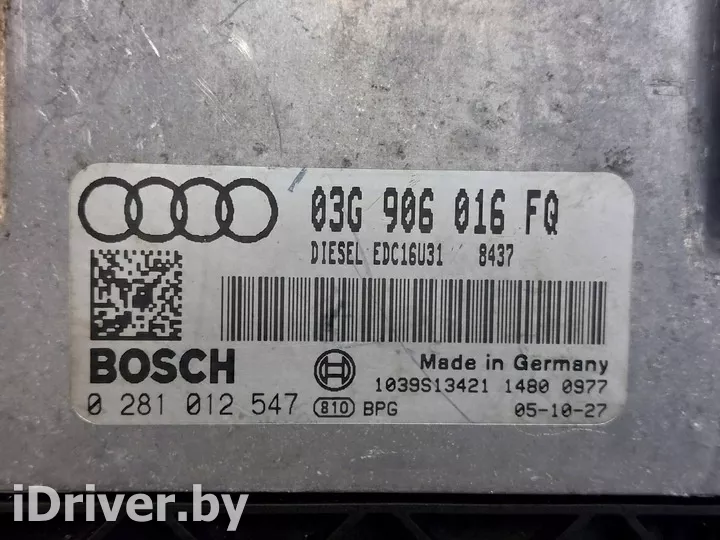 03G 906 016 FQ
DIESEL EDC16U31 8437
BOSCH
Made in Germany
1039S13421 1480 0977
0 281 012 547 810 BPG 05-10-27
iDriver.by